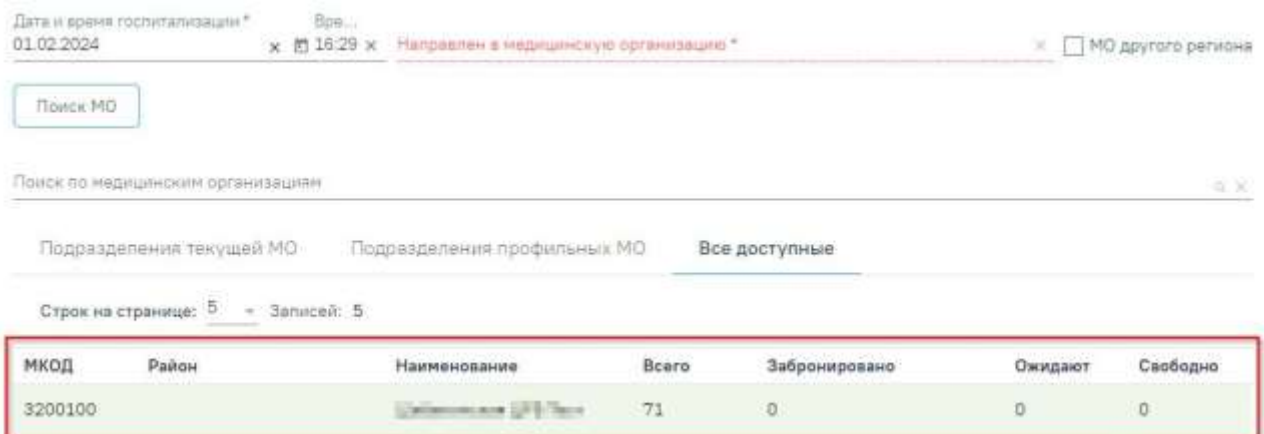 Дата и время госпитализации * Вре...
01.02.2024 16:29 Направлен в медицинскую организацию * МО другого региона
Поиск МО
Поиск по медицинским организациям
Подразделения текущей МО Подразделения профильных МО Все доступные
Строк на странице: 5 Записей: 5
МКОД Район Наименование Всего Забронировано Ожидают Свободно
3200100 71 0 0 0